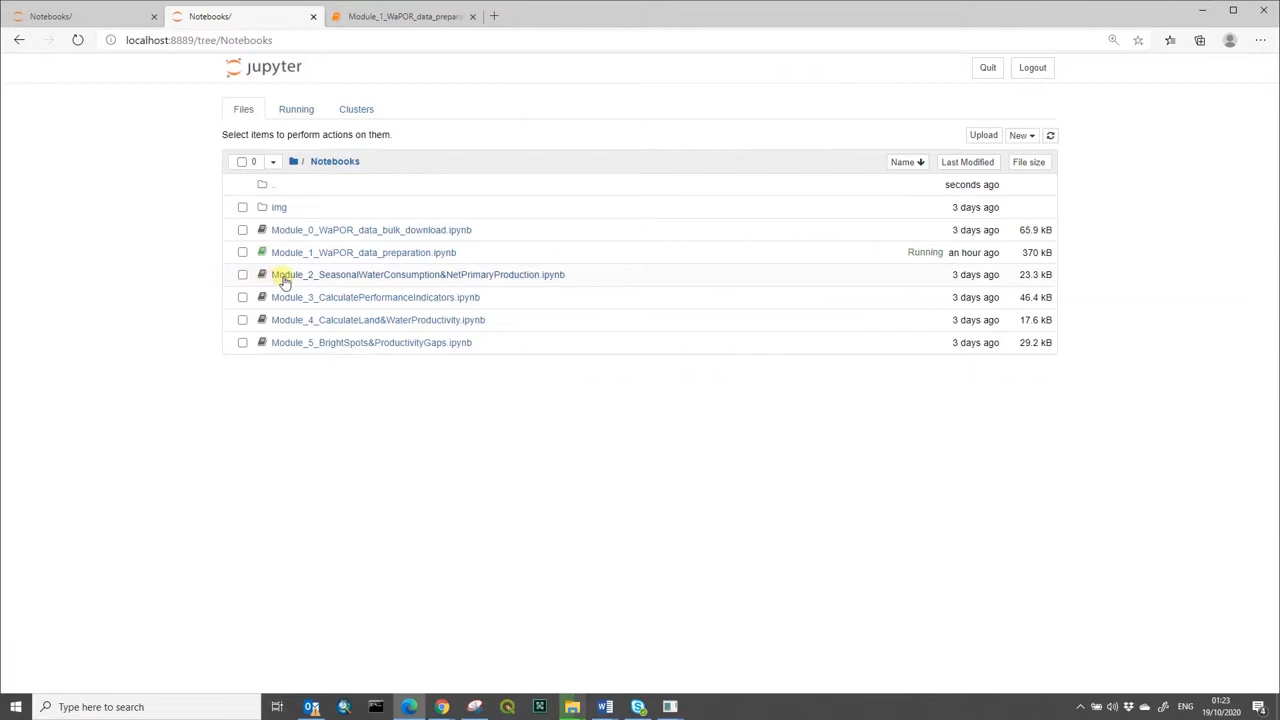 Notebooks/
Notebooks/
Module_1_WaPOR_data_prepara
localhost:8889/tree/Notebooks
jupyter
Quit
Logout
Files
Running
Clusters
Select items to perform actions on them.
Upload
New
0
/ Notebooks
Name
Last Modified
File size
..
seconds ago
img
3 days ago
Module_0_WaPOR_data_bulk_download.ipynb
3 days ago
65.9 kB
Module_1_WaPOR_data_preparation.ipynb
Running
an hour ago
370 kB
Module_2_SeasonalWaterConsumption&NetPrimaryProduction.ipynb
3 days ago
23.3 kB
Module_3_CalculatePerformanceIndicators.ipynb
3 days ago
46.4 kB
Module_4_CalculateLand&WaterProductivity.ipynb
3 days ago
17.6 kB
Module_5_BrightSpots&ProductivityGaps.ipynb
3 days ago
29.2 kB
Type here to search
ENG
01:23
19/10/2020